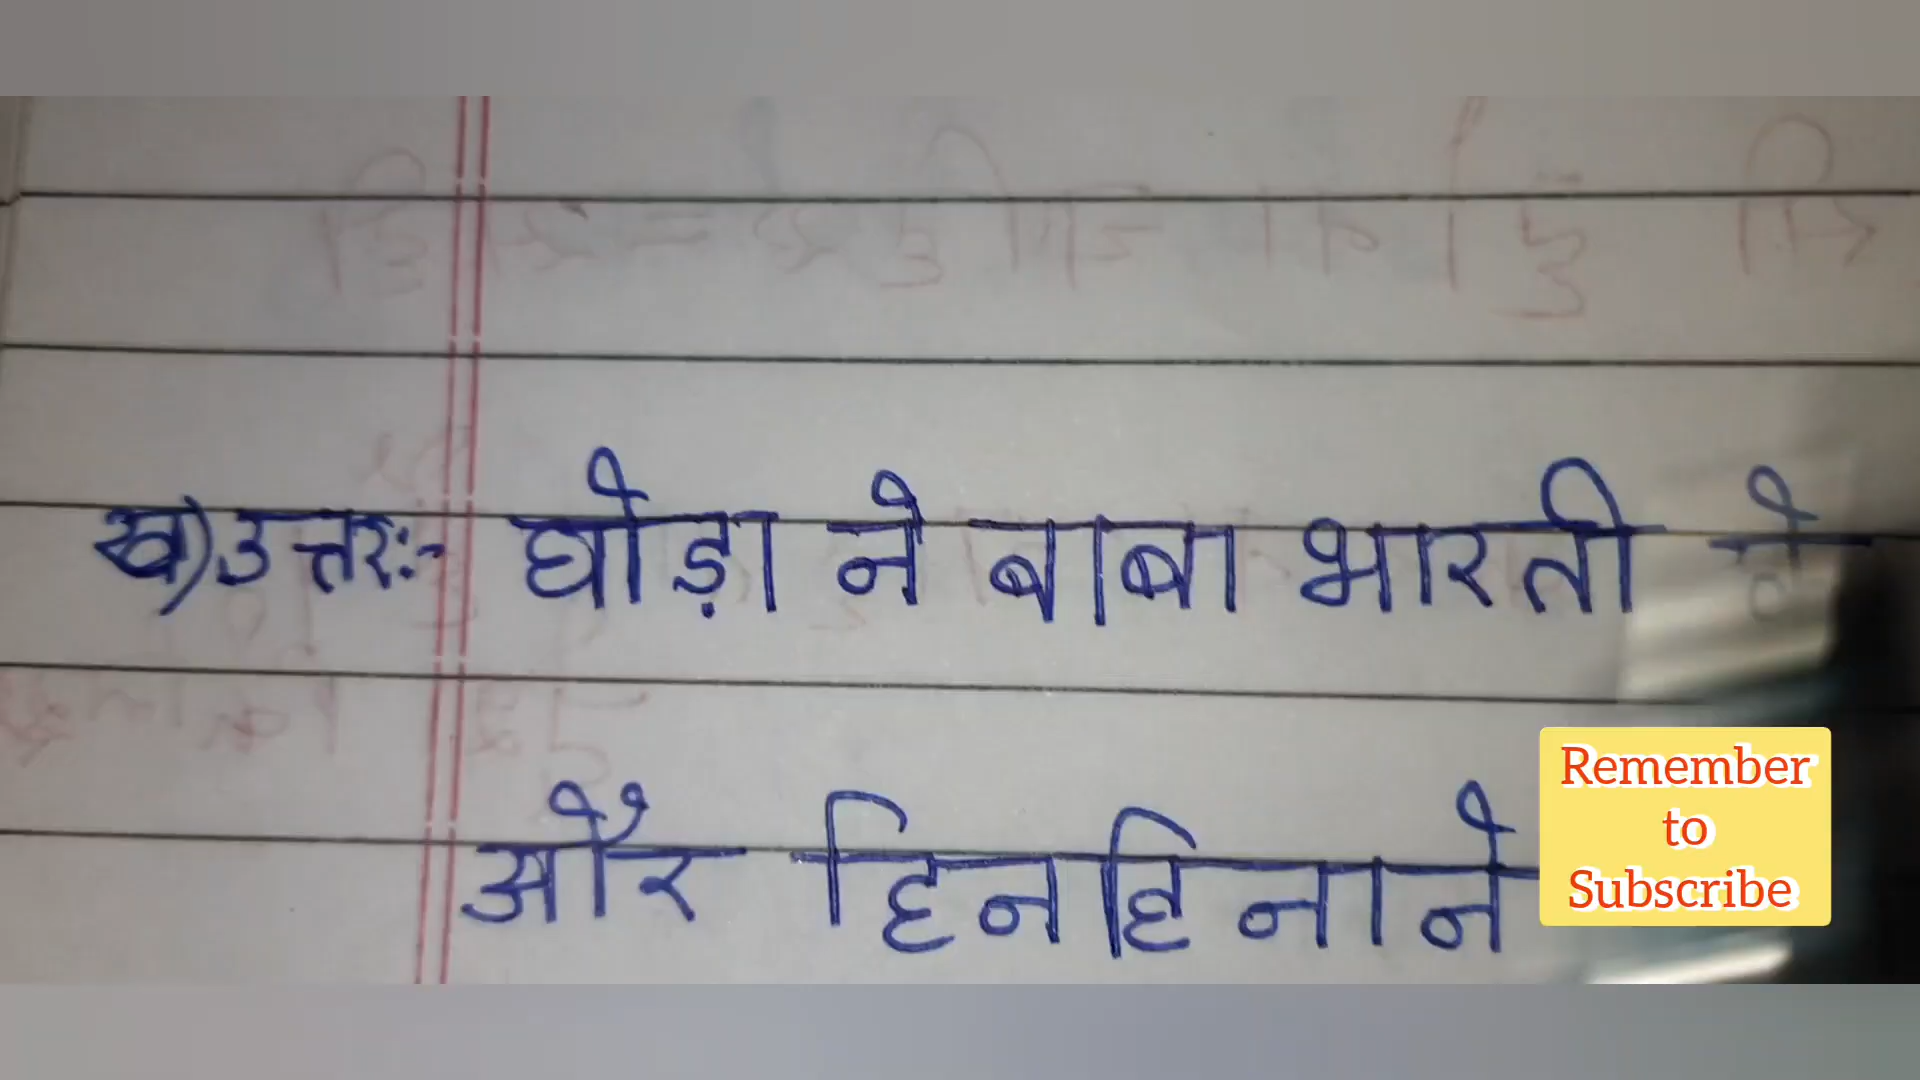 ख) उत्तर:- घोड़ा ने बाबा भारती
और हिनहिनाने
Remember
to
Subscribe